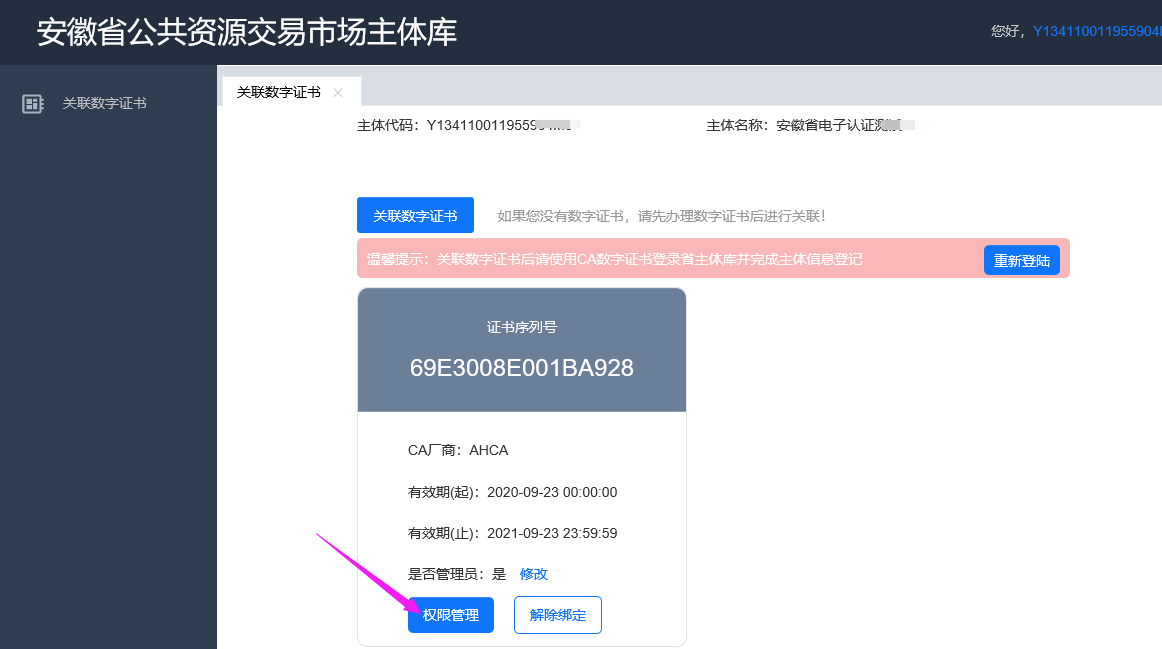 安徽省公共资源交易市场主体库
您好，Y134110011955904
关联数字证书
关联数字证书
主体代码：Y134110011955904
主体名称：安徽省电子认证测试
关联数字证书
如果您没有数字证书，请先办理数字证书后进行关联！
温馨提示：关联数字证书后请使用CA数字证书登录省主体库并完成主体信息登记
重新登陆
证书序列号
69E3008E001BA928
CA厂商：AHCA
有效期(起)：2020-09-23 00:00:00
有效期(止)：2021-09-23 23:59:59
是否管理员：是 修改
权限管理
解除绑定